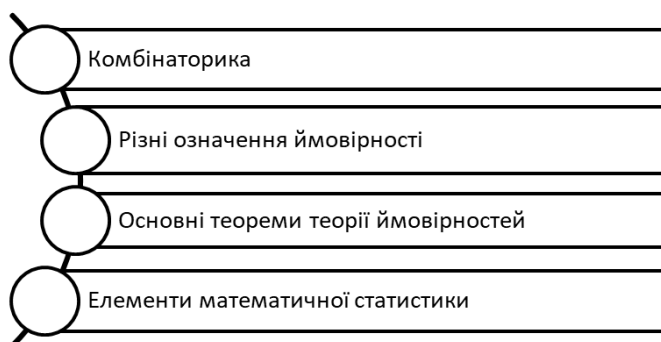 Комбінаторика
Різні означення ймовірності
Основні теореми теорії ймовірностей
Елементи математичної статистики